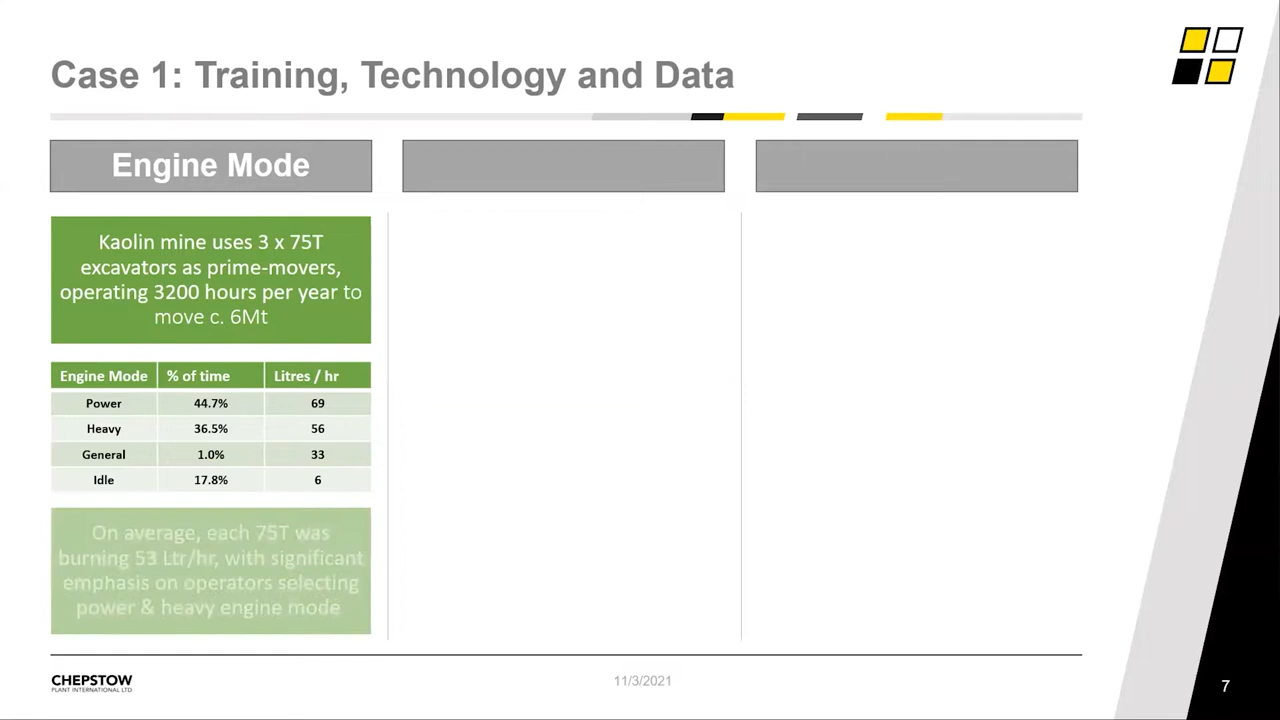 Case 1: Training, Technology and Data
Engine Mode
Kaolin mine uses 3 x 75T
excavators as prime-movers,
operating 3200 hours per year to
move c. 6Mt
Engine Mode % of time Litres / hr
Power 44.7% 69
Heavy 36.5% 56
General 1.0% 33
Idle 17.8% 6
On average, each 75T was
burning 53 Ltr/hr, with significant
emphasis on operators selecting
power & heavy engine mode
CHEPSTOW
PLANT INTERNATIONAL LTD
11/3/2021
7